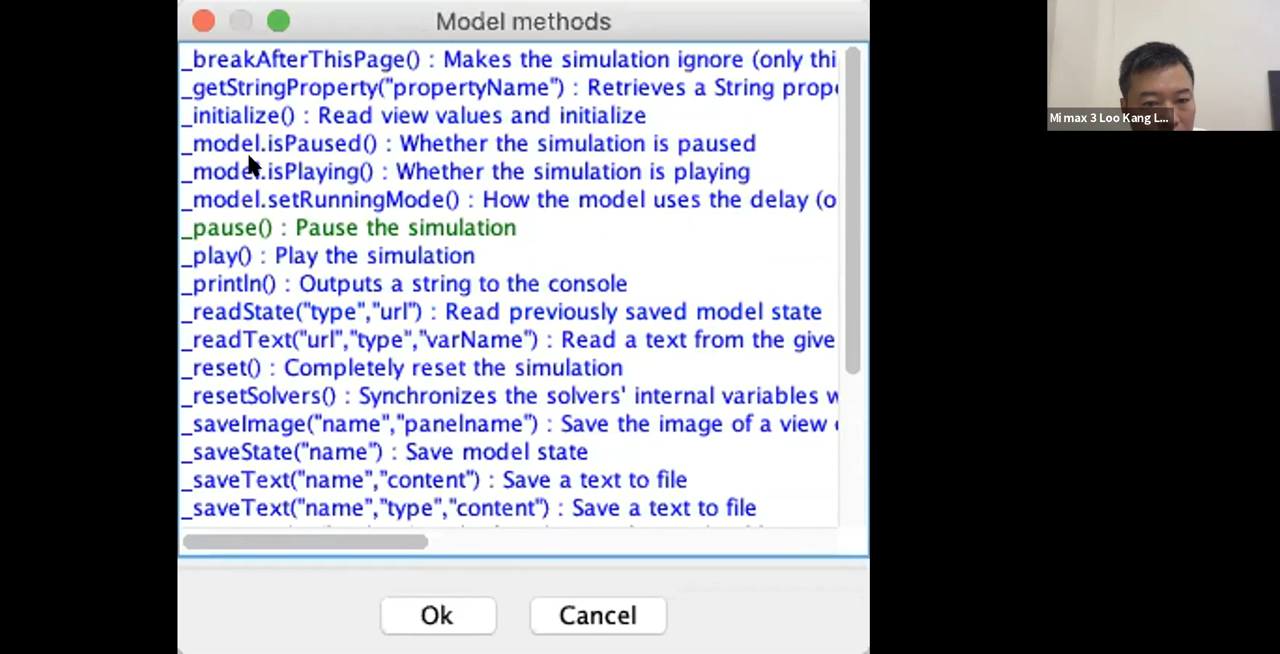 Model methods
_breakAfterThisPage() : Makes the simulation ignore (only thi
_getStringProperty("propertyName") : Retrieves a String prop
_initialize() : Read view values and initialize
_model.isPaused() : Whether the simulation is paused
_model.isPlaying() : Whether the simulation is playing
_model.setRunningMode() : How the model uses the delay (o
_pause() : Pause the simulation
_play() : Play the simulation
_println() : Outputs a string to the console
_readState("type","url") : Read previously saved model state
_readText("url","type","varName") : Read a text from the give
_reset() : Completely reset the simulation
_resetSolvers() : Synchronizes the solvers' internal variables w
_saveImage("name","panelname") : Save the image of a view
_saveState("name") : Save model state
_saveText("name","content") : Save a text to file
_saveText("name","type","content") : Save a text to file
Ok
Cancel
Mi max 3 Loo Kang L...